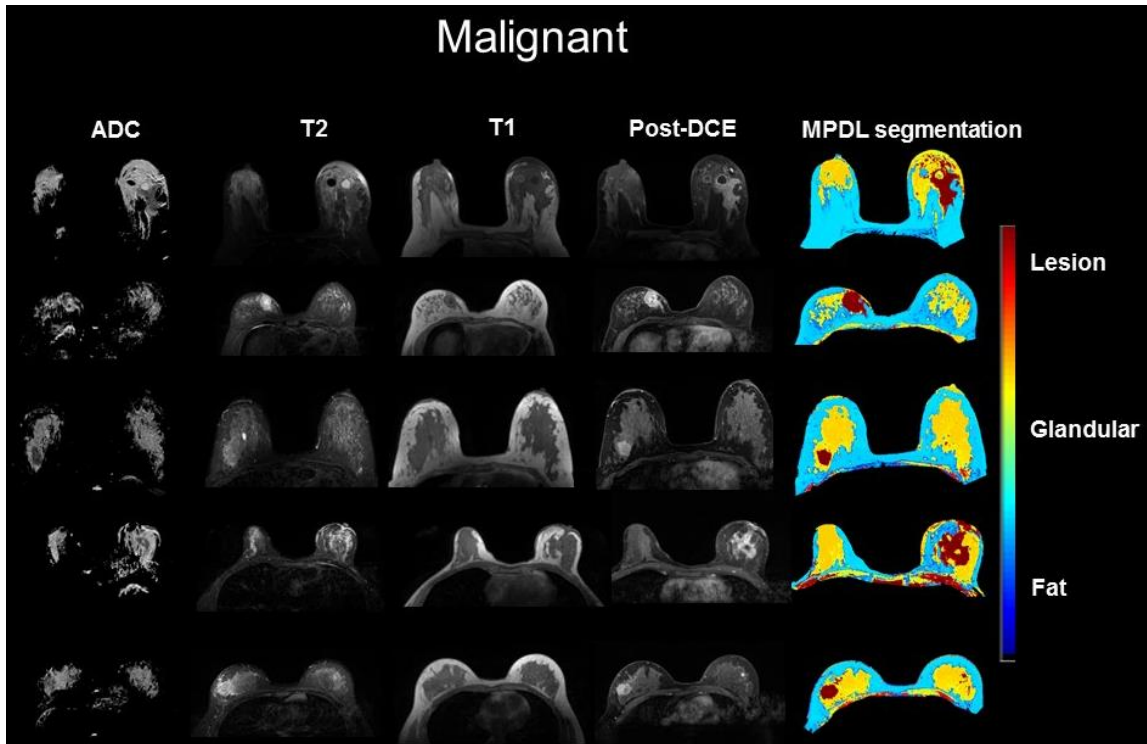 Malignant
ADC T2 T1 Post-DCE MPDL segmentation
Lesion
Glandular
Fat